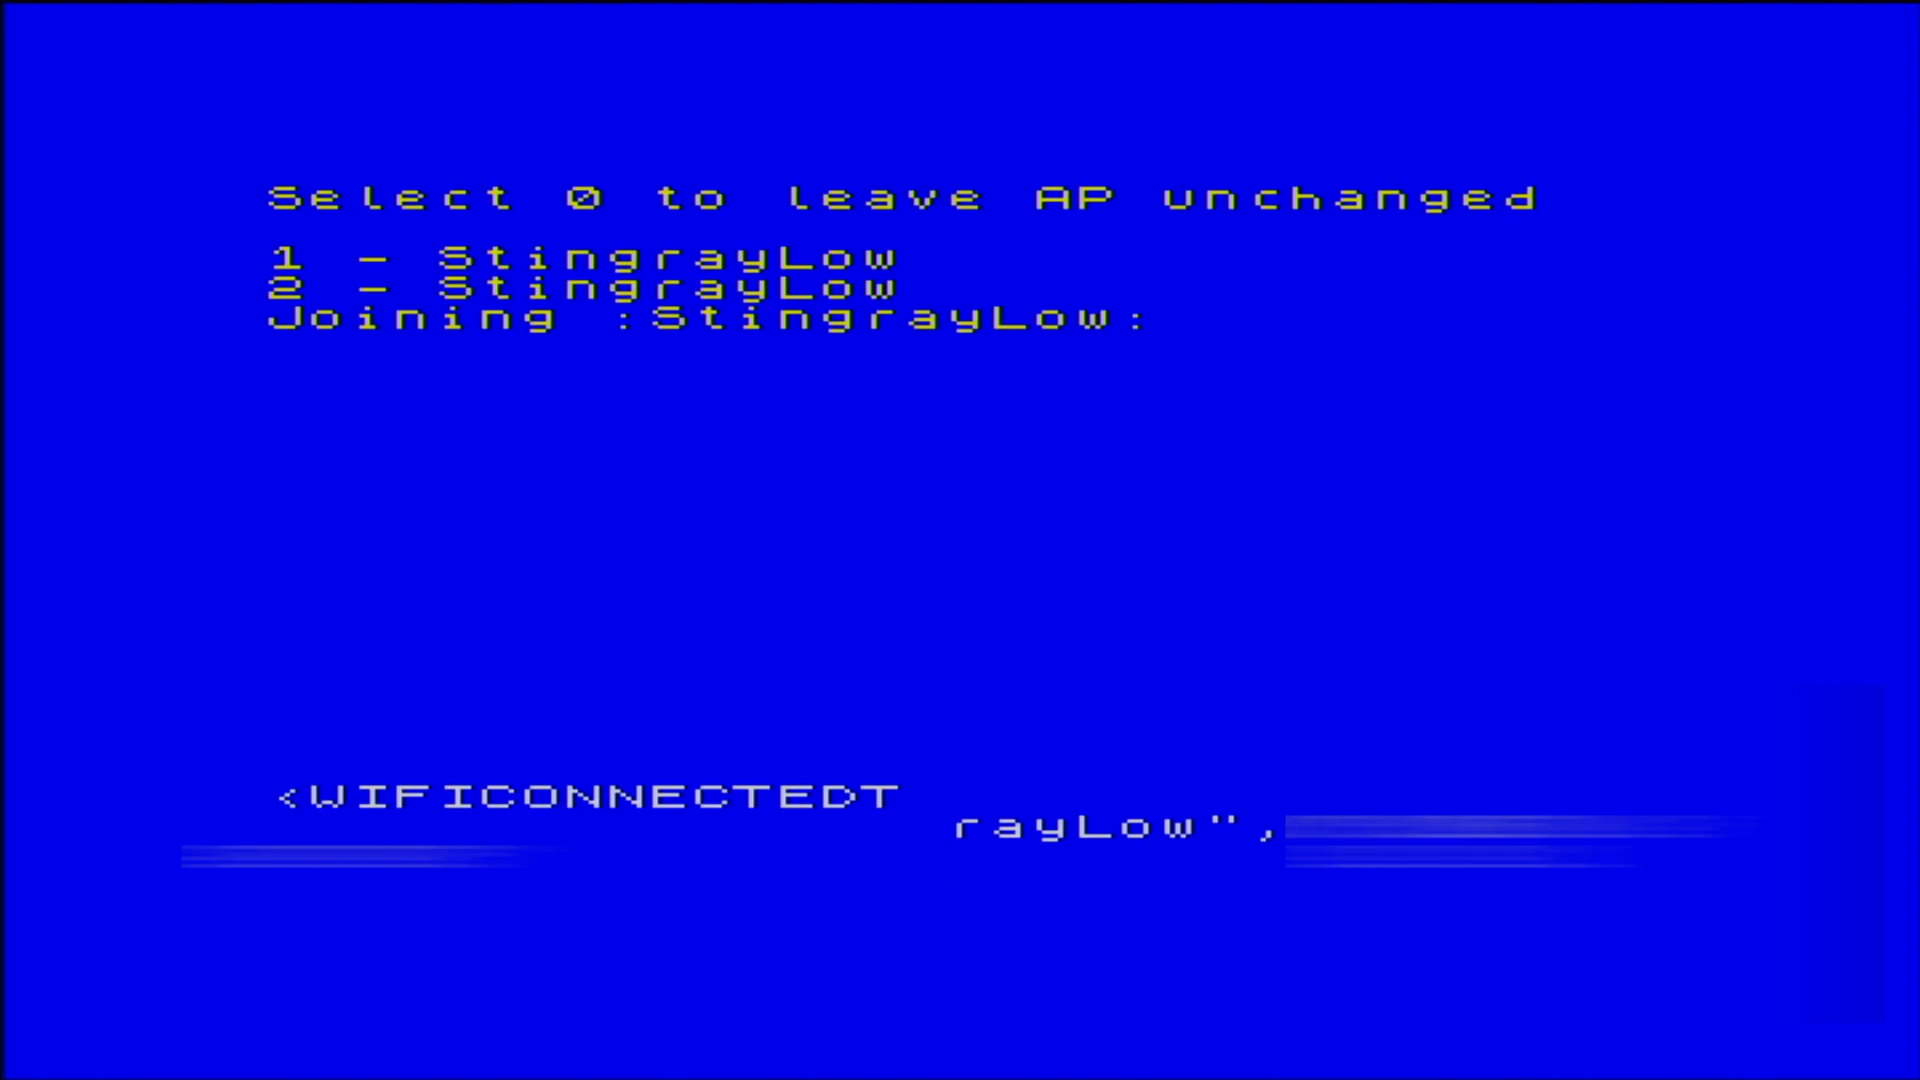 Select 0 to leave AP unchanged
1 - StingrayLow
2 - StingrayLow
Joining :StingrayLow:
<WIFICONNECTEDT
rayLow",